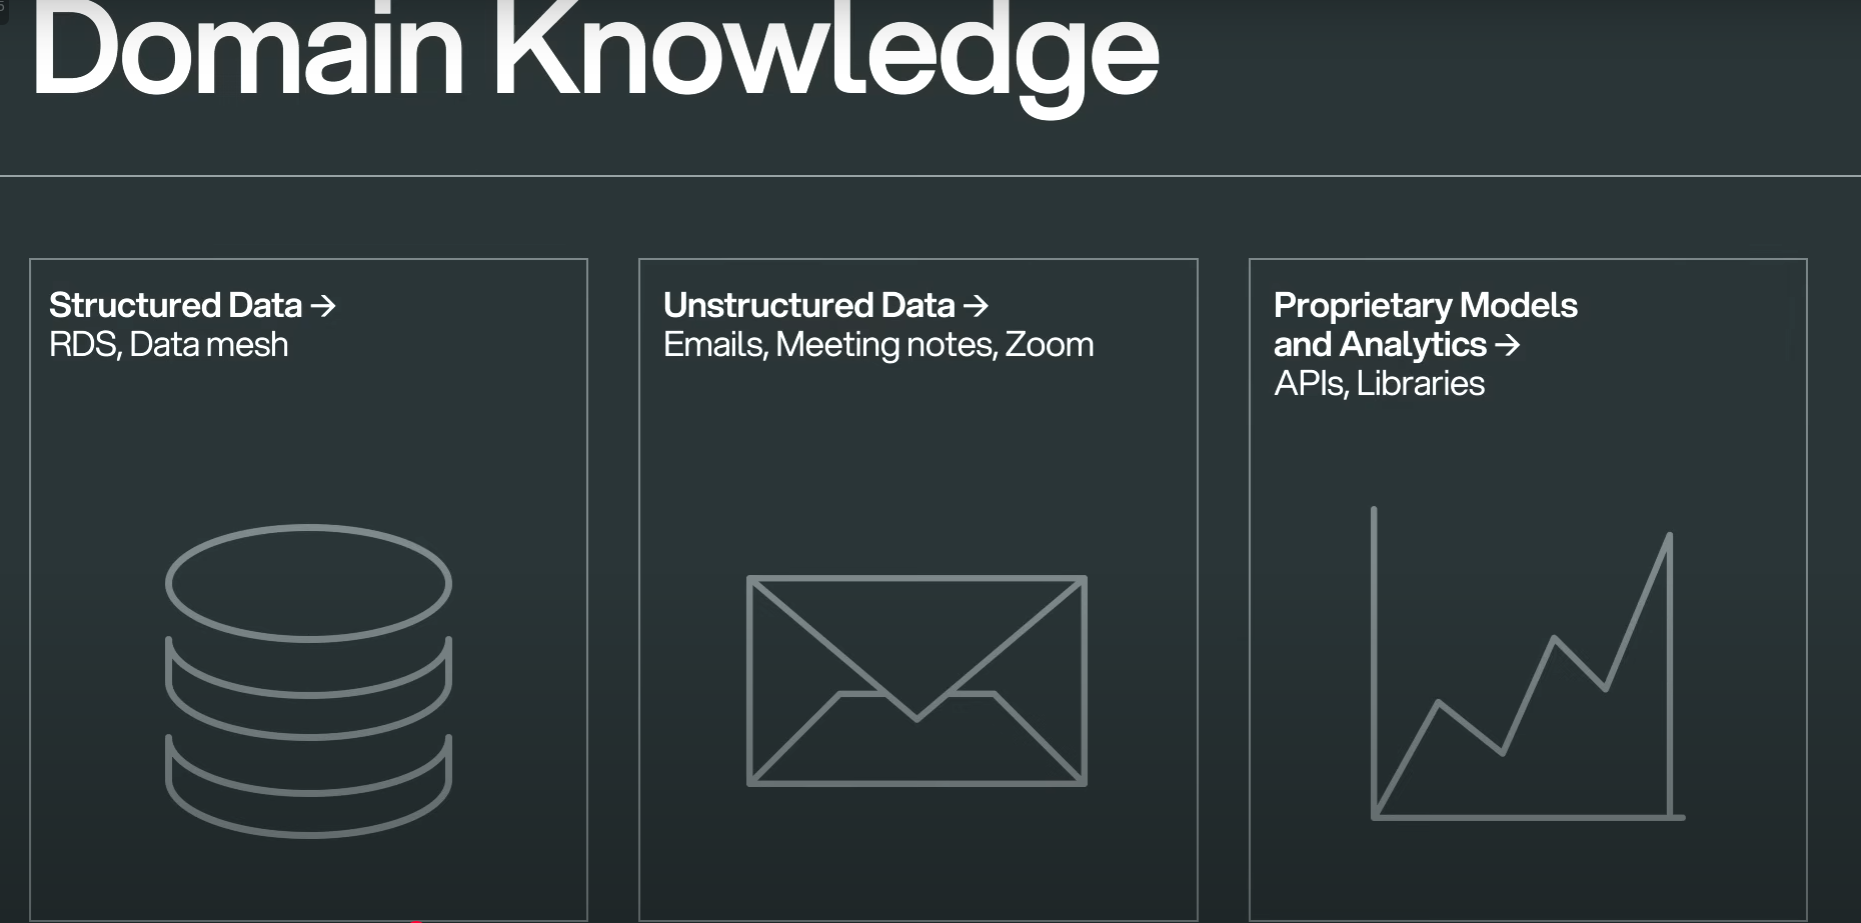 Domain Knowledge
Structured Data →
RDS, Data mesh
Unstructured Data →
Emails, Meeting notes, Zoom
Proprietary Models
and Analytics →
APIs, Libraries